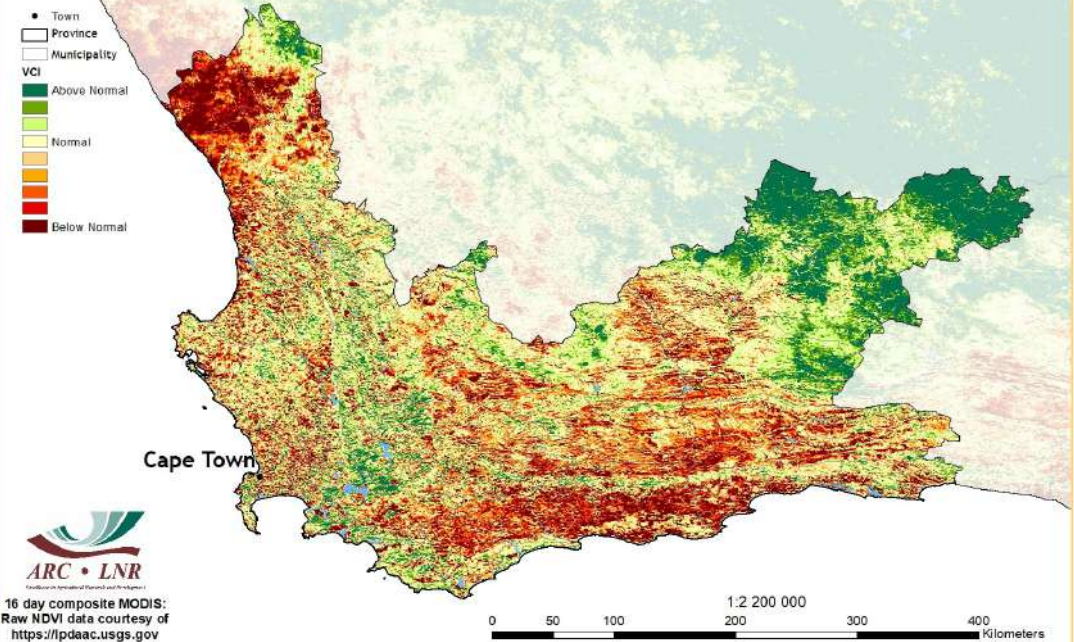 Town
Province
Municipality
VCI
Above Normal
Normal
Below Normal
Cape Town
ARC • LNR
16 day composite MODIS:
Raw NDVI data courtesy of
https://lpdaac.usgs.gov
1:2 200 000
0 50 100 200 300 400
Kilometers